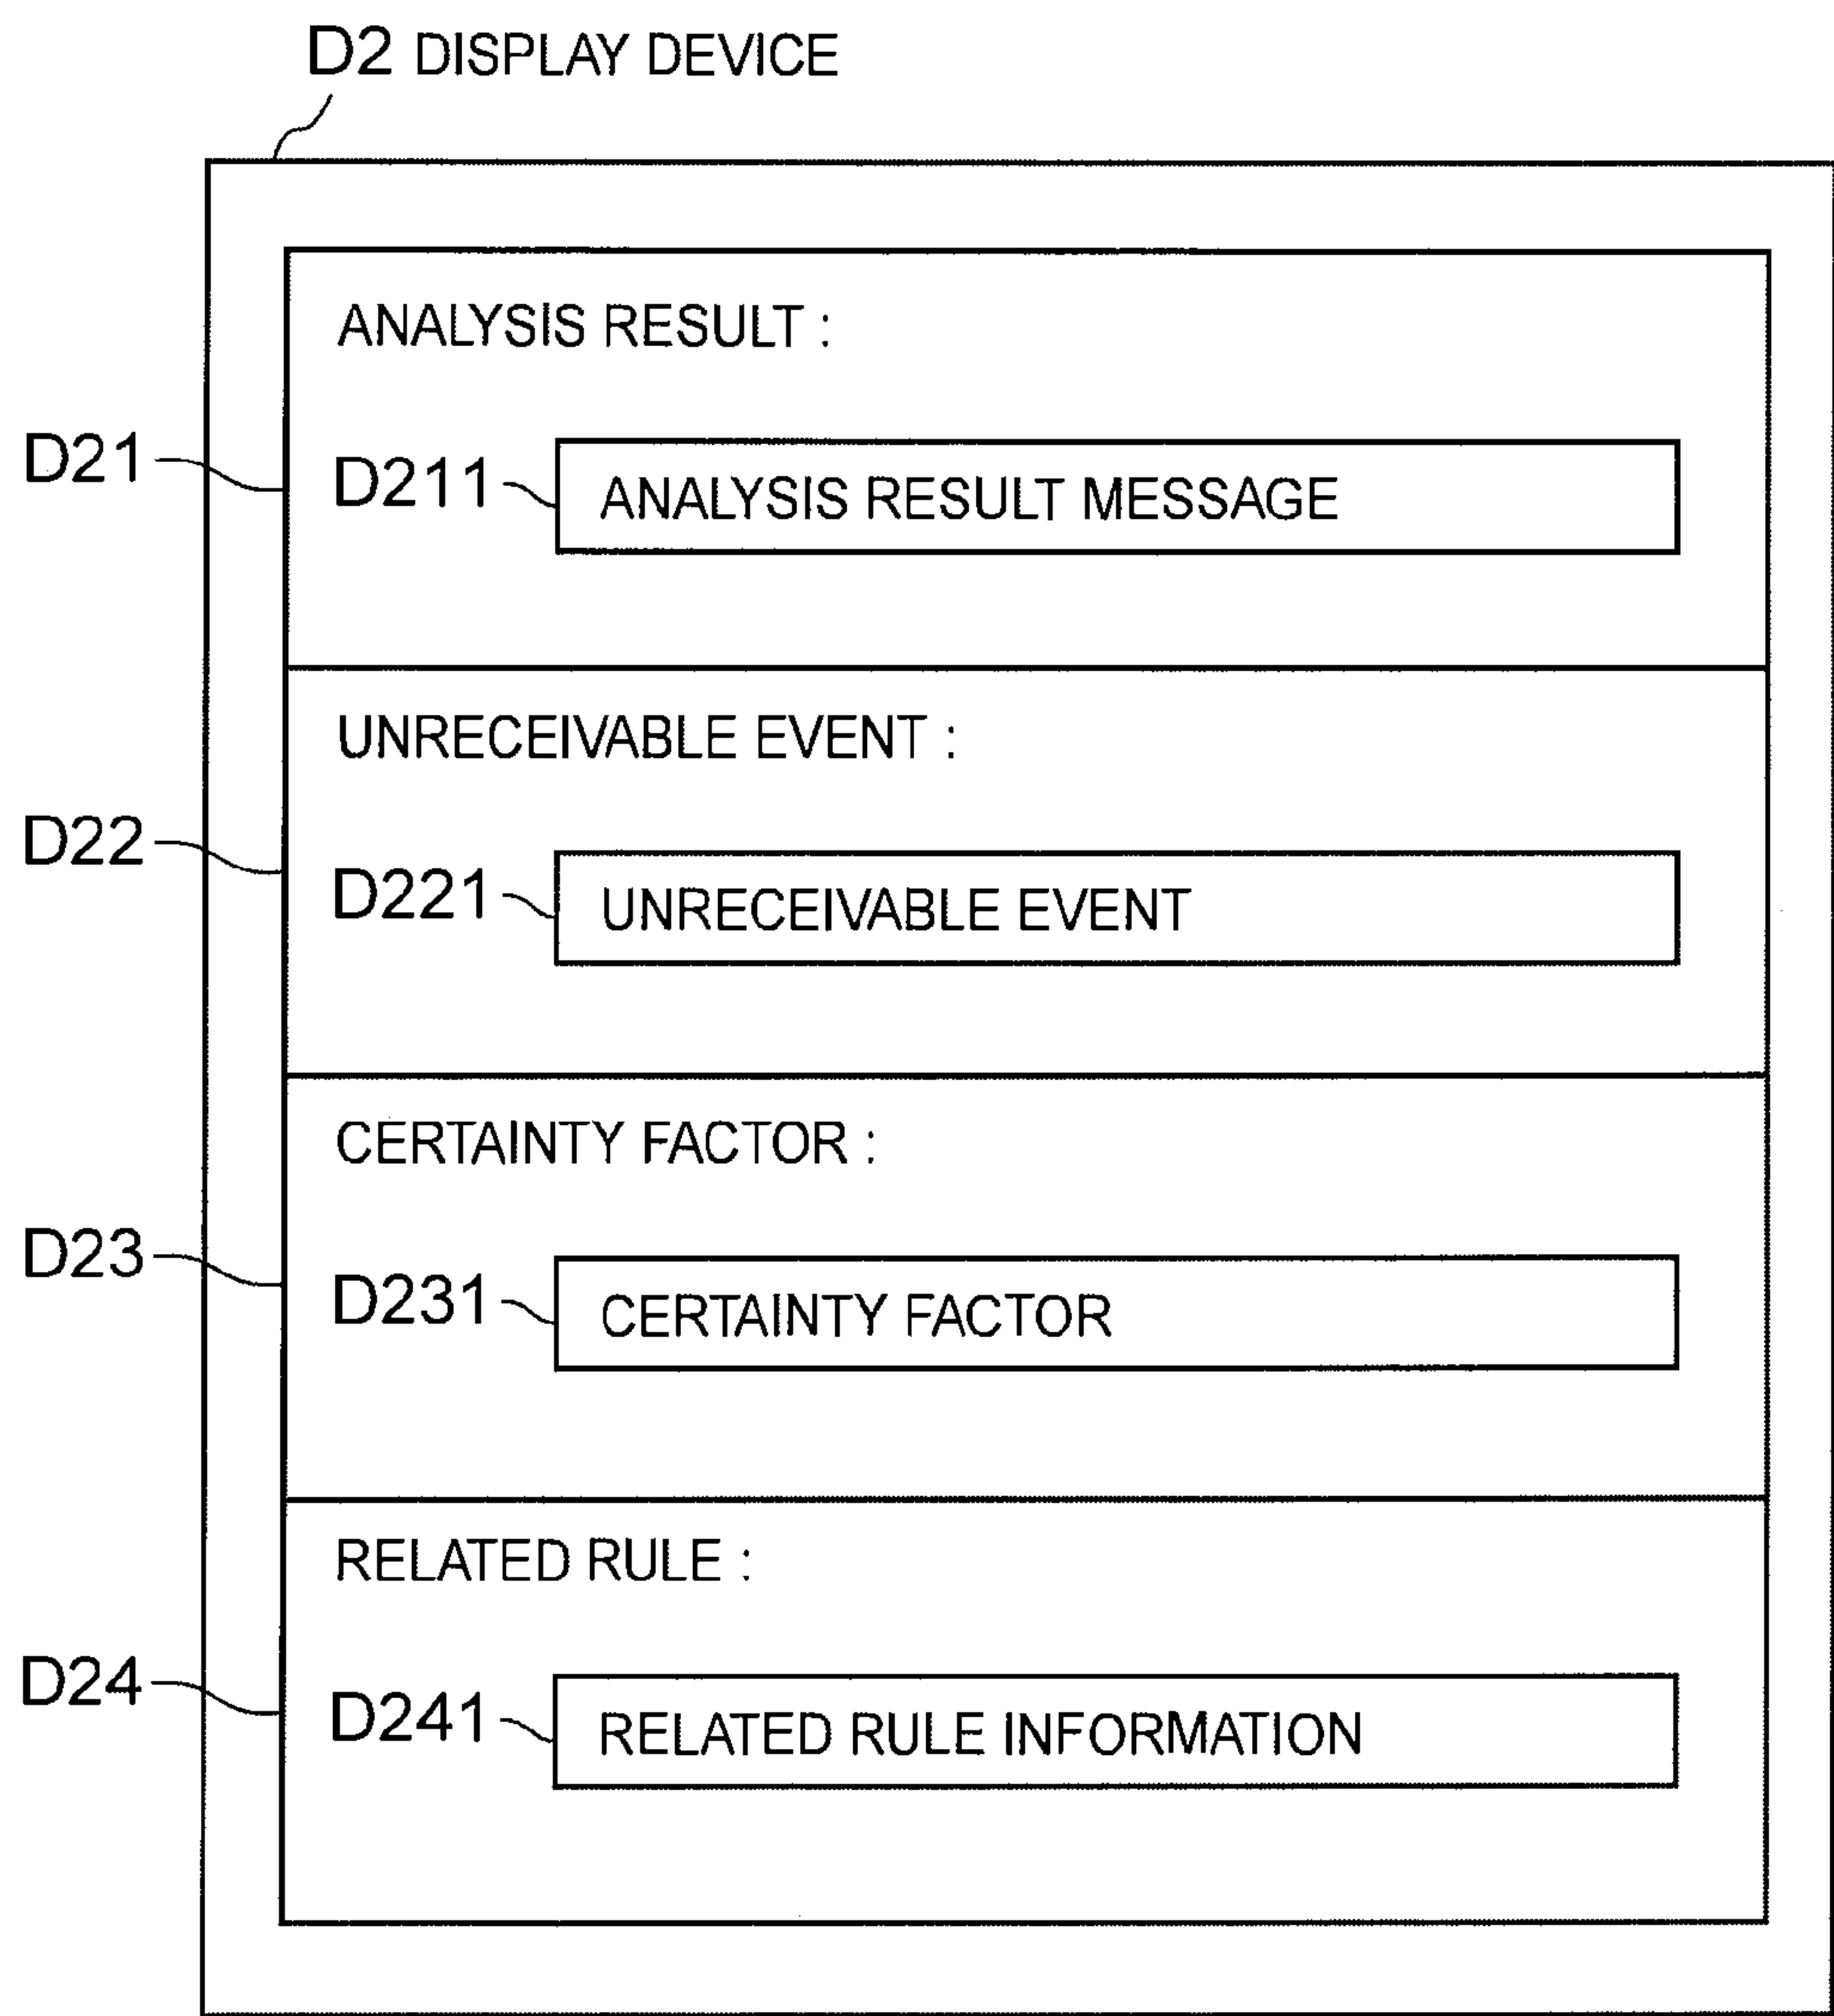 D2 DISPLAY DEVICE
ANALYSIS RESULT :
D21
D211
ANALYSIS RESULT MESSAGE
UNRECEIVABLE EVENT :
D22
D221
UNRECEIVABLE EVENT
CERTAINTY FACTOR :
D23
D231
CERTAINTY FACTOR
RELATED RULE :
D24
D241
RELATED RULE INFORMATION